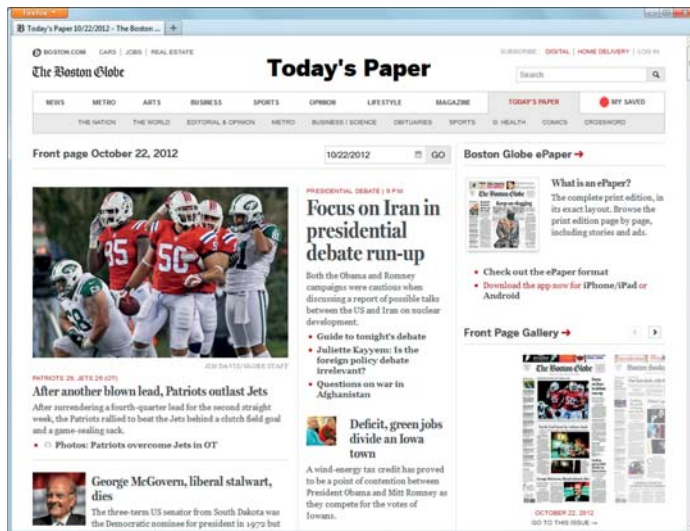 Firefox
Today's Paper 10/22/2012 - The Boston ...
+
BOSTON.COM CARS | JOBS | REAL ESTATE
SUBSCRIBE DIGITAL | HOME DELIVERY | LOG IN
The Boston Globe
Today's Paper
Search
NEWS METRO ARTS BUSINESS SPORTS OPINION LIFESTYLE MAGAZINE TODAY'S PAPER MY SAVED
THE NATION THE WORLD EDITORIAL & OPINION METRO BUSINESS / SCIENCE OBITUARIES SPORTS G HEALTH COMICS CROSSWORD
Front page October 22, 2012
10/22/2012 GO
JIM DAVIS/GLOBE STAFF
PATRIOTS 29, JETS 26 (OT)
After another blown lead, Patriots outlast Jets
After surrendering a fourth-quarter lead for the second straight
week, the Patriots rallied to beat the Jets behind a clutch field goal
and a game-sealing sack.
Photos: Patriots overcome Jets in OT
George McGovern, liberal stalwart,
dies
The three-term US senator from South Dakota was
the Democratic nominee for president in 1972 but
PRESIDENTIAL DEBATE | 9 P.M.
Focus on Iran in
presidential
debate run-up
Both the Obama and Romney
campaigns were cautious when
discussing a report of possible talks
between the US and Iran on nuclear
development.
Guide to tonight's debate
Juliette Kayyem: Is the
foreign policy debate
irrelevant?
Questions on war in
Afghanistan
Deficit, green jobs
divide an Iowa
town
A wind-energy tax credit has proved
to be a point of contention between
President Obama and Mitt Romney as
they compete for the votes of
Iowans.
Boston Globe ePaper →
The Boston Globe
What is an ePaper?
The complete print edition, in
its exact layout. Browse the
print edition page by page,
including stories and ads.
Check out the ePaper format
Download the app now for iPhone/iPad or
Android
Front Page Gallery →
The Boston Globe
OCTOBER 22, 2012
GO TO THIS ISSUE →